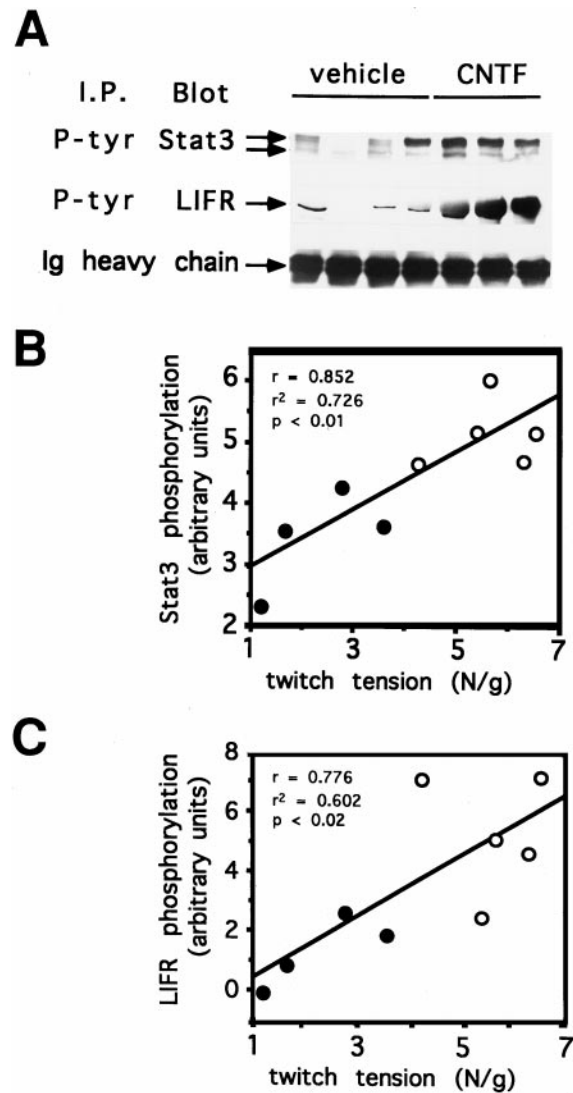 A
vehicle CNTF
I.P. Blot
P-tyr Stat3
P-tyr LIFR
Ig heavy chain
B
Stat3 phosphorylation
(arbitrary units)
6
5
4
3
2
r = 0.852
r² = 0.726
p < 0.01
1 3 5 7
twitch tension (N/g)
C
LIFR phosphorylation
(arbitrary units)
8
6
4
2
0
r = 0.776
r² = 0.602
p < 0.02
1 3 5 7
twitch tension (N/g)